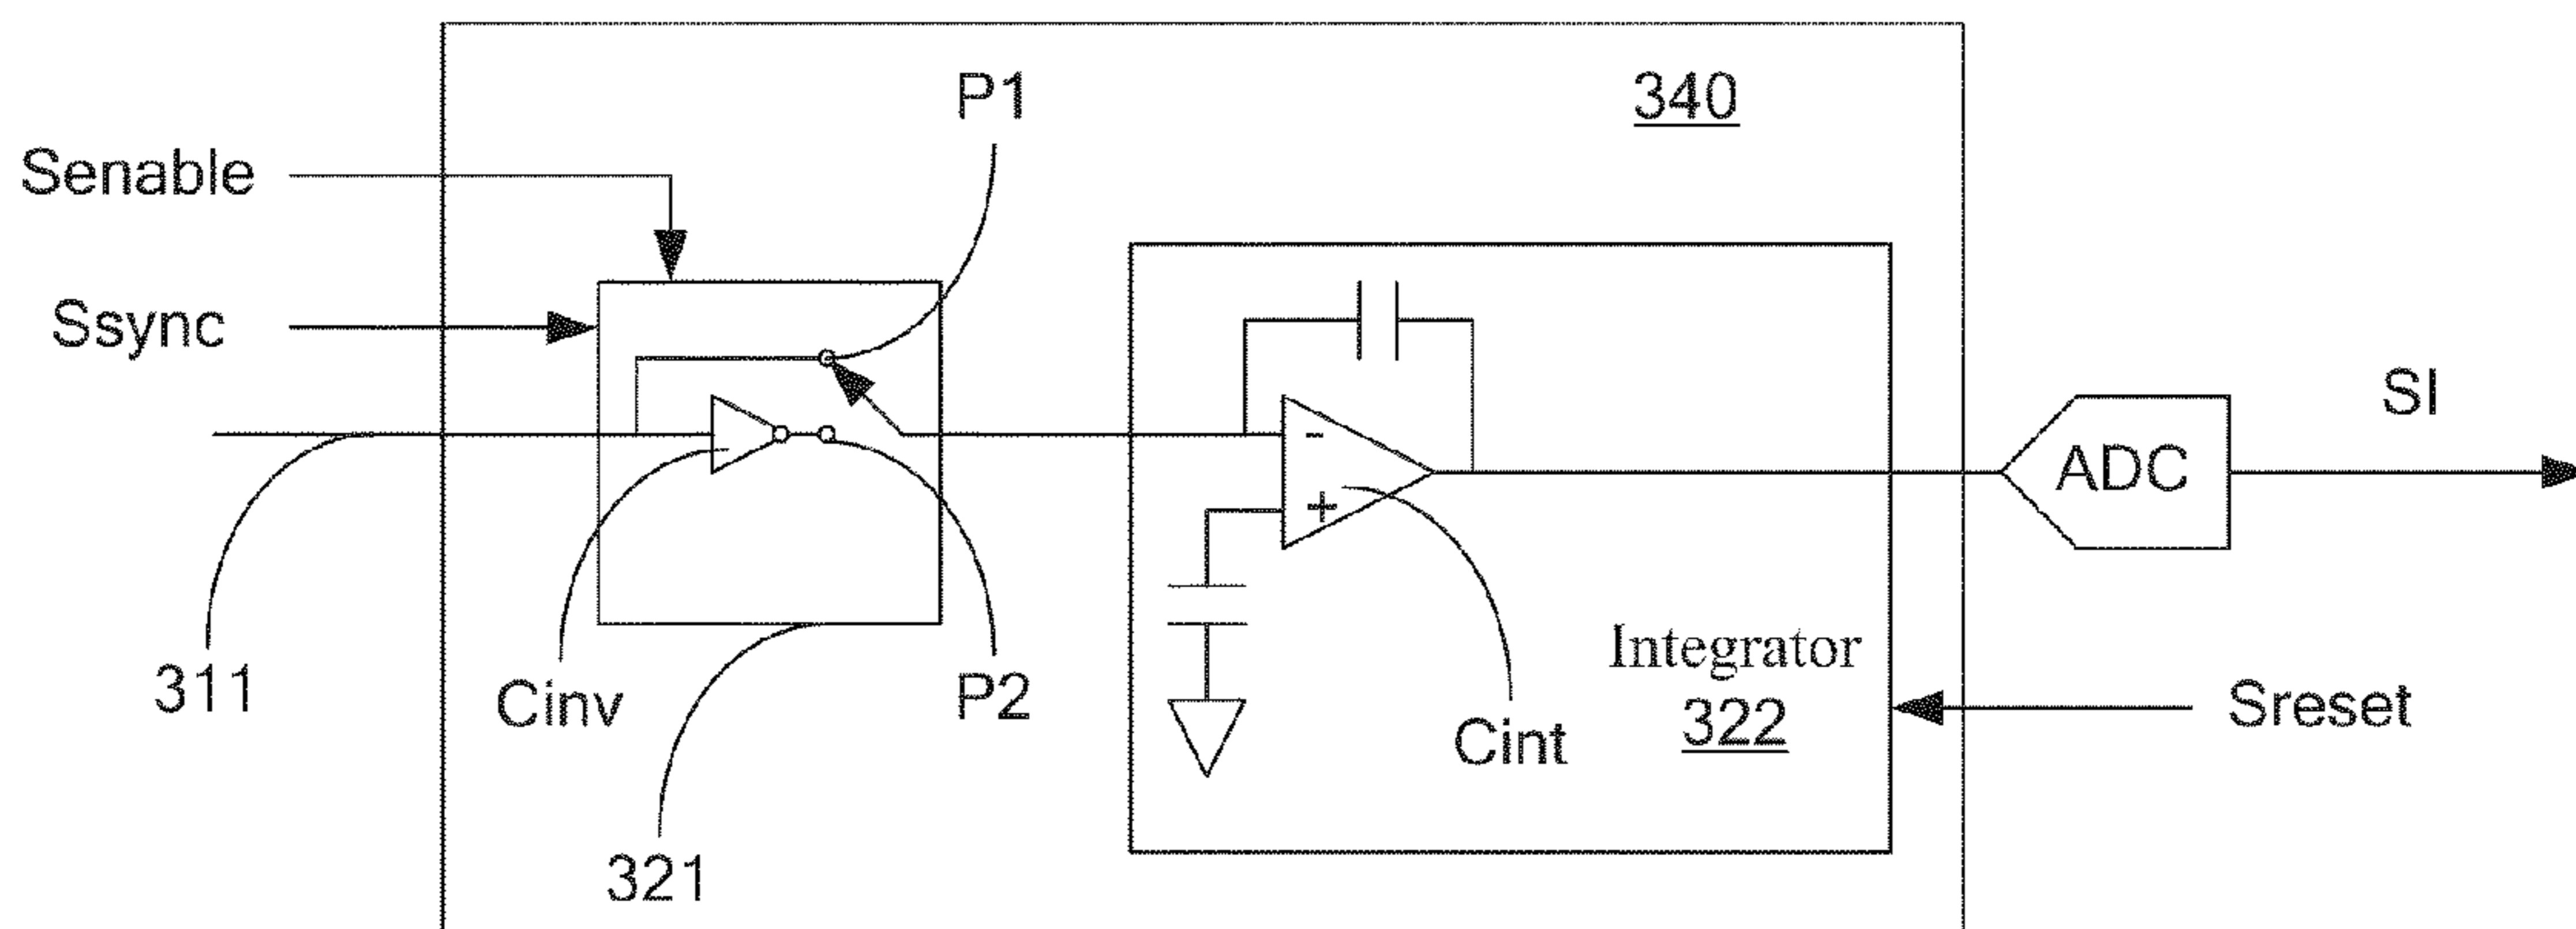 P1
340
Senable
Ssync
SI
ADC
-
+
Integrator
322
311
Cinv
P2
Cint
Sreset
321